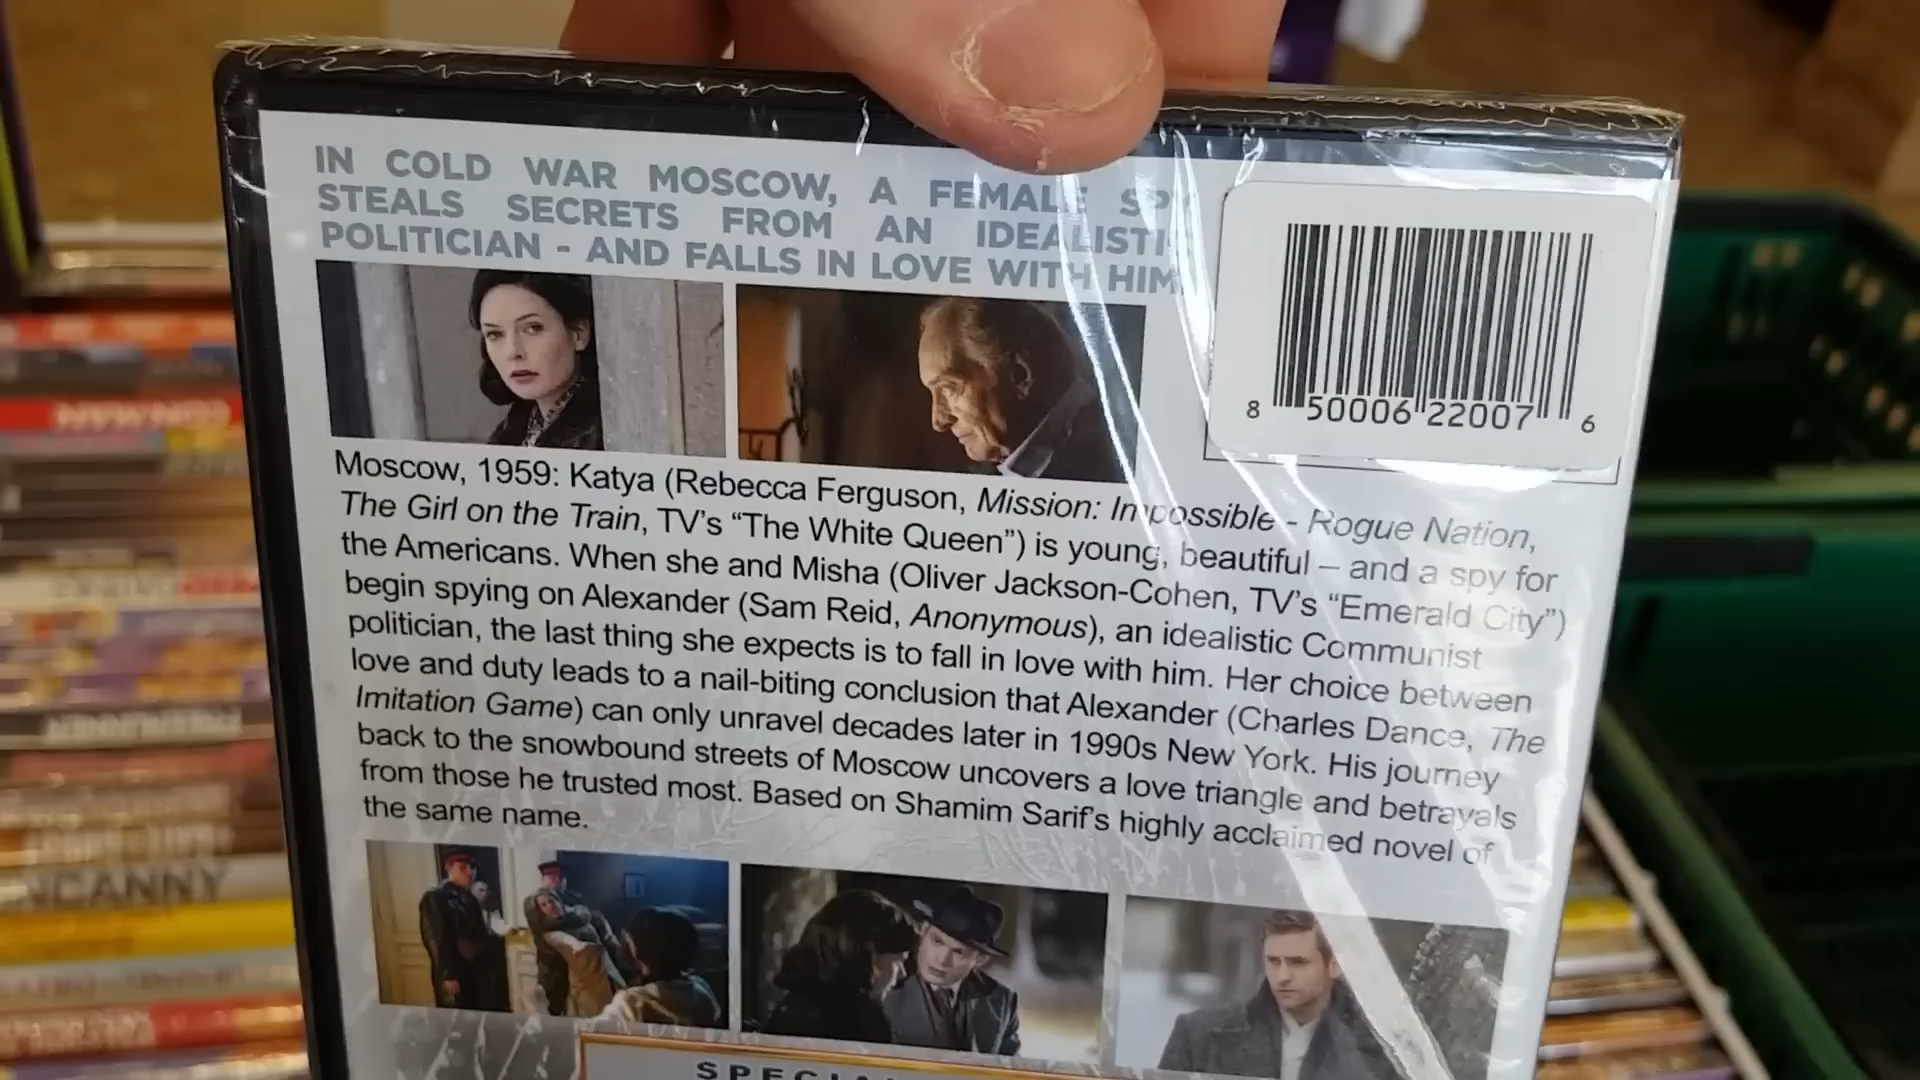 IN COLD WAR MOSCOW, A FEMALE SPY
STEALS SECRETS FROM AN IDEALISTIC
POLITICIAN - AND FALLS IN LOVE WITH HIM
8 50006 22007 6
Moscow, 1959: Katya (Rebecca Ferguson, Mission: Impossible - Rogue Nation,
The Girl on the Train, TV's “The White Queen”) is young, beautiful – and a spy for
the Americans. When she and Misha (Oliver Jackson-Cohen, TV's “Emerald City”)
begin spying on Alexander (Sam Reid, Anonymous), an idealistic Communist
politician, the last thing she expects is to fall in love with him. Her choice between
love and duty leads to a nail-biting conclusion that Alexander (Charles Dance, The
Imitation Game) can only unravel decades later in 1990s New York. His journey
back to the snowbound streets of Moscow uncovers a love triangle and betrayals
from those he trusted most. Based on Shamim Sarif's highly acclaimed novel of
the same name.
CANNY